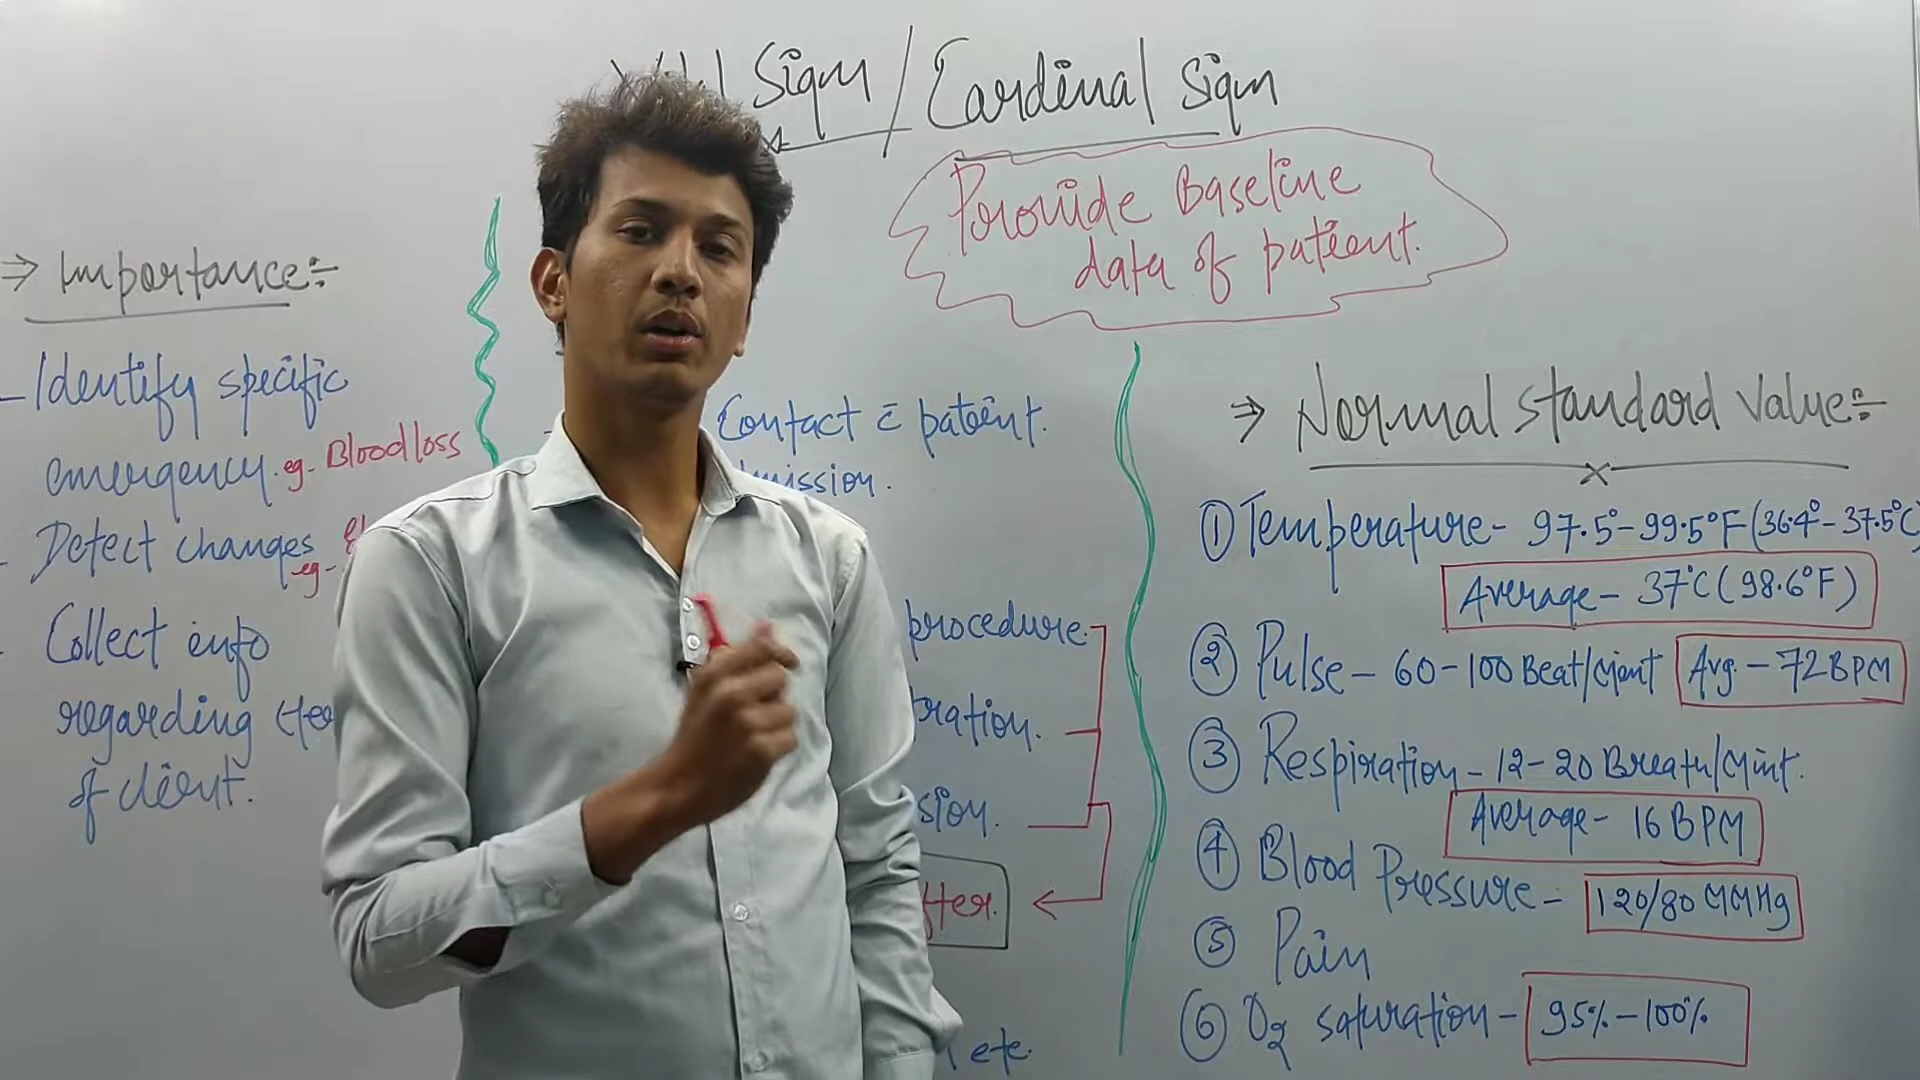 Sign / Cardinal Sign
Provide Baseline
data of patient.
⇒ Importance:-
- Identify specific
emergency. eg- Blood loss
- Detect changes
eg-
- Collect info
regarding
of client.
Contact c̄ patient.
procedure
etc.
⇒ Normal Standard Value:-
① Temperature- 97.5°-99.5°F (36.4°-37.5°C)
Average- 37°C (98.6°F)
② Pulse- 60-100 Beat/Mint Avg.-72 BPM
③ Respiration- 12-20 Breath/Mint.
Average- 16 BPM
④ Blood Pressure- 120/80 MMHg
⑤ Pain
⑥ O2 saturation- 95%-100%